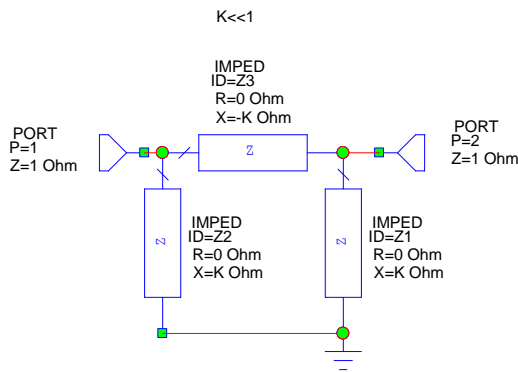 K<<1
IMPED
ID=Z3
R=0 Ohm
X=-K Ohm
PORT
P=1
Z=1 Ohm
Z
PORT
P=2
Z=1 Ohm
Z
IMPED
ID=Z2
R=0 Ohm
X=K Ohm
Z
IMPED
ID=Z1
R=0 Ohm
X=K Ohm